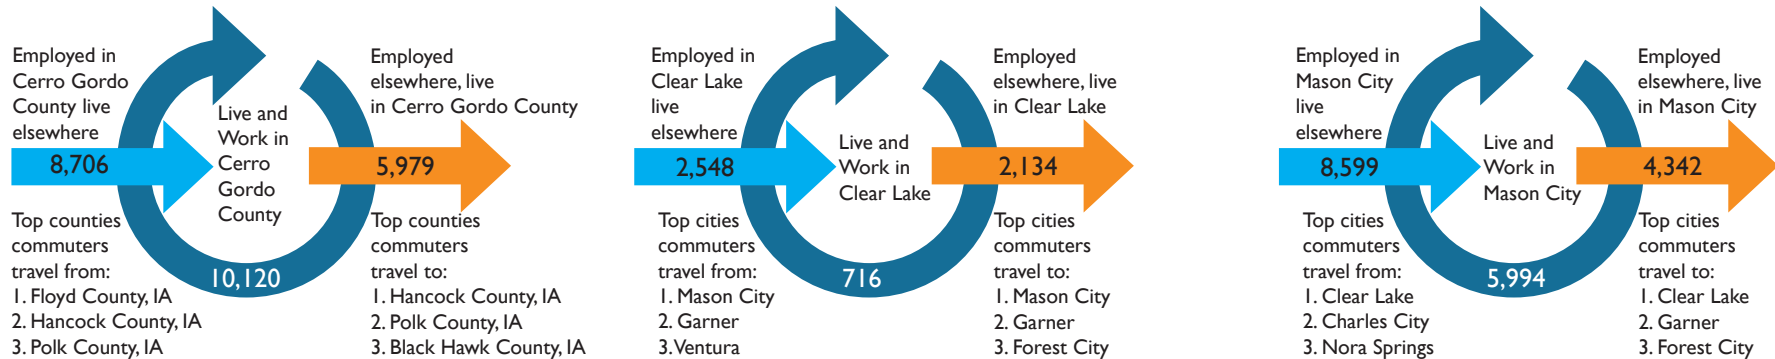 Employed in
Cerro Gordo
County live
elsewhere
8,706
Top counties
commuters
travel from:
1. Floyd County, IA
2. Hancock County, IA
3. Polk County, IA
Live and
Work in
Cerro
Gordo
County
10,120
Employed
elsewhere, live
in Cerro Gordo County
5,979
Top counties
commuters
travel to:
1. Hancock County, IA
2. Polk County, IA
3. Black Hawk County, IA
Employed in
Clear Lake
live
elsewhere
2,548
Top cities
commuters
travel from:
1. Mason City
2. Garner
3. Ventura
Live and
Work in
Clear Lake
716
Employed
elsewhere, live
in Clear Lake
2,134
Top cities
commuters
travel to:
1. Mason City
2. Garner
3. Forest City
Employed in
Mason City
live
elsewhere
8,599
Top cities
commuters
travel from:
1. Clear Lake
2. Charles City
3. Nora Springs
Live and
Work in
Mason City
5,994
Employed
elsewhere, live
in Mason City
4,342
Top cities
commuters
travel to:
1. Clear Lake
2. Garner
3. Forest City